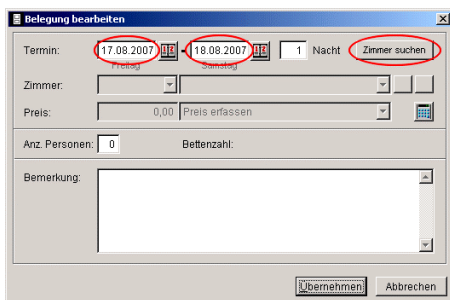 Belegung bearbeiten
Termin: 17.08.2007 - 18.08.2007 1 Nacht Zimmer suchen
Freitag Samstag
Zimmer:
Preis: 0,00 Preis erfassen
Anz. Personen: 0 Bettenzahl:
Bemerkung:
Übernehmen Abbrechen